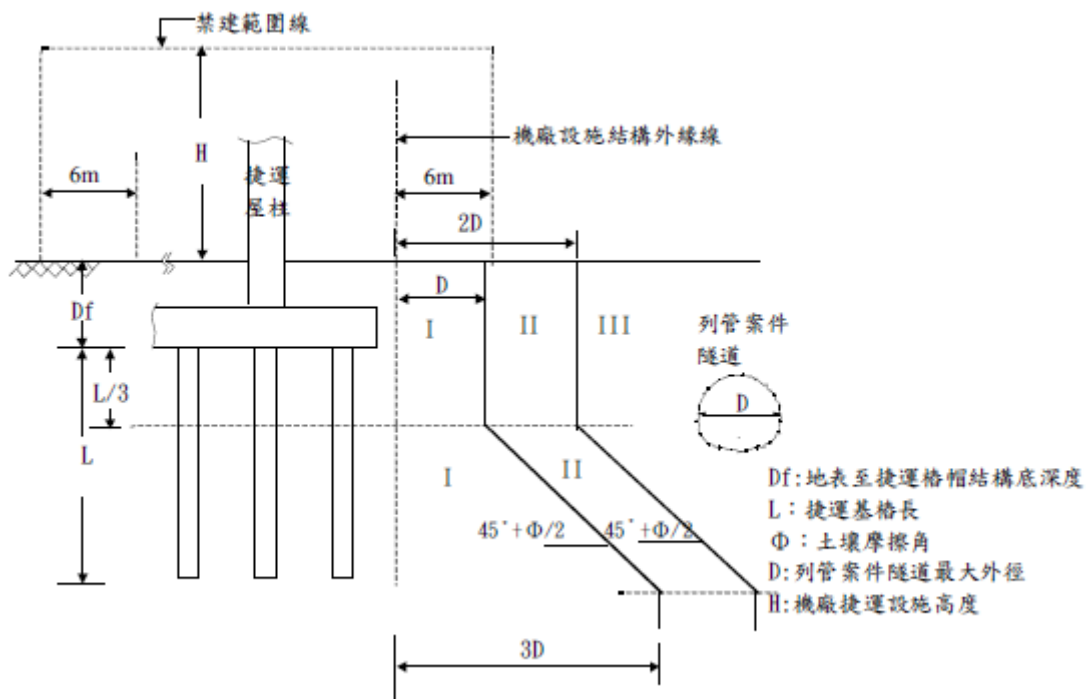 禁建範圍線
機廠設施結構外緣線
H
6m
捷運
屋柱
6m
2D
D
Df
I
II
III
列管案件
隧道
D
L/3
L
I
II
45°+Φ/2
45°+Φ/2
Df:地表至捷運樁帽結構底深度
L：捷運基樁長
Φ：土壤摩擦角
D:列管案件隧道最大外徑
H:機廠捷運設施高度
3D